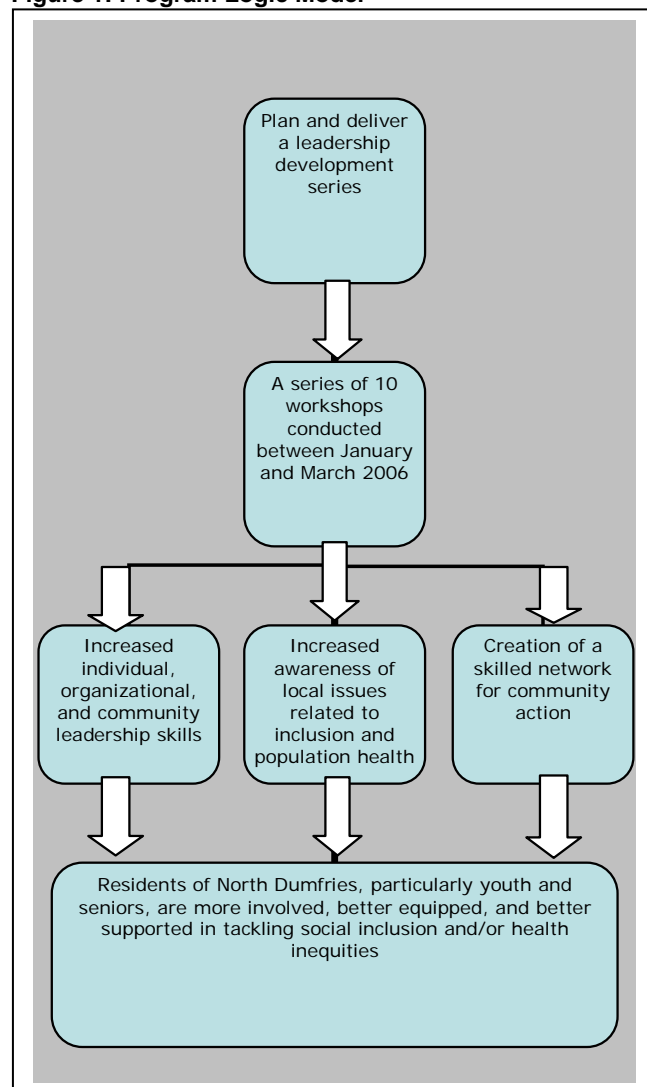 Figure 1: Program Logic Model
Plan and deliver
a leadership
development
series
A series of 10
workshops
conducted
between January
and March 2006
Increased
individual,
organizational,
and community
leadership skills
Increased
awareness of
local issues
related to
inclusion and
population health
Creation of a
skilled network
for community
action
Residents of North Dumfries, particularly youth and
seniors, are more involved, better equipped, and better
supported in tackling social inclusion and/or health
inequities